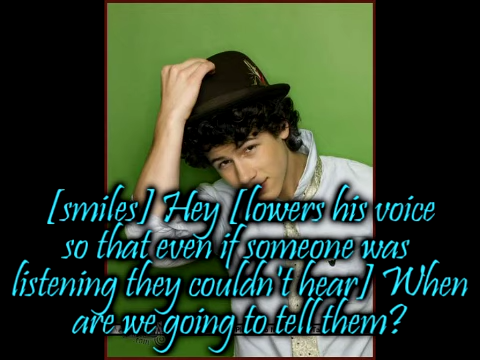 [smiles] Hey [lowers his voice
so that even if someone was
listening they couldn't hear] When
are we going to tell them?